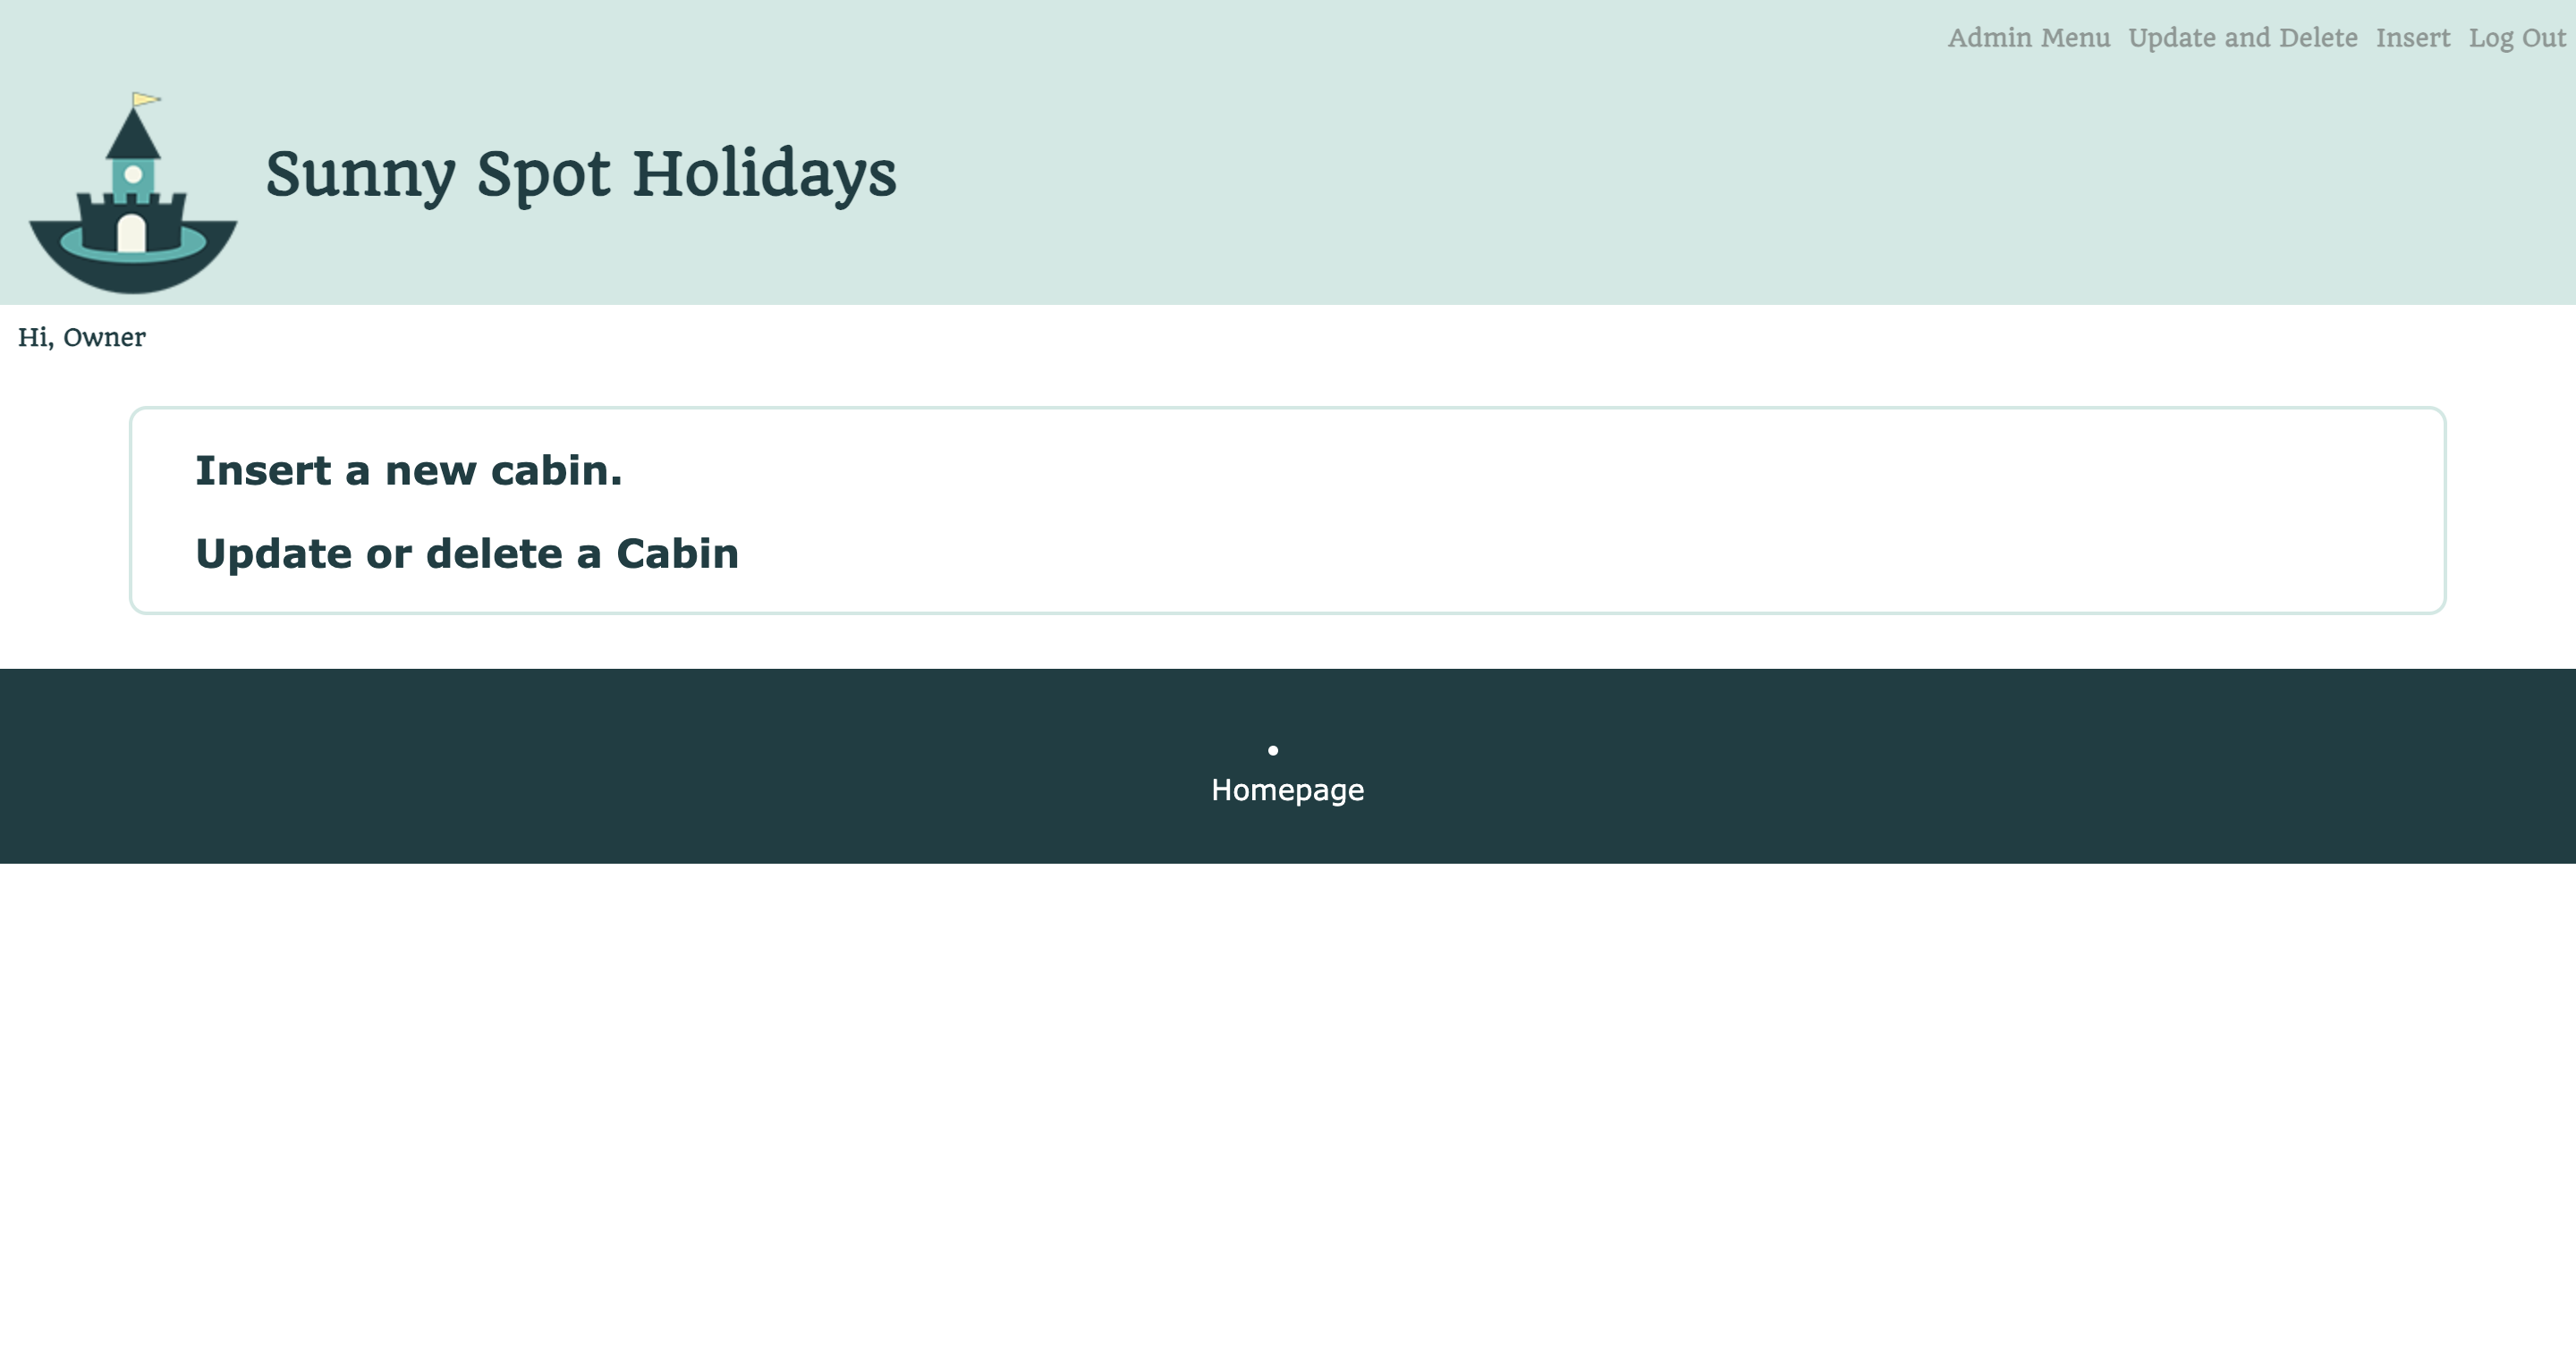 Admin Menu Update and Delete Insert Log Out
Sunny Spot Holidays
Hi, Owner
Insert a new cabin.
Update or delete a Cabin
Homepage